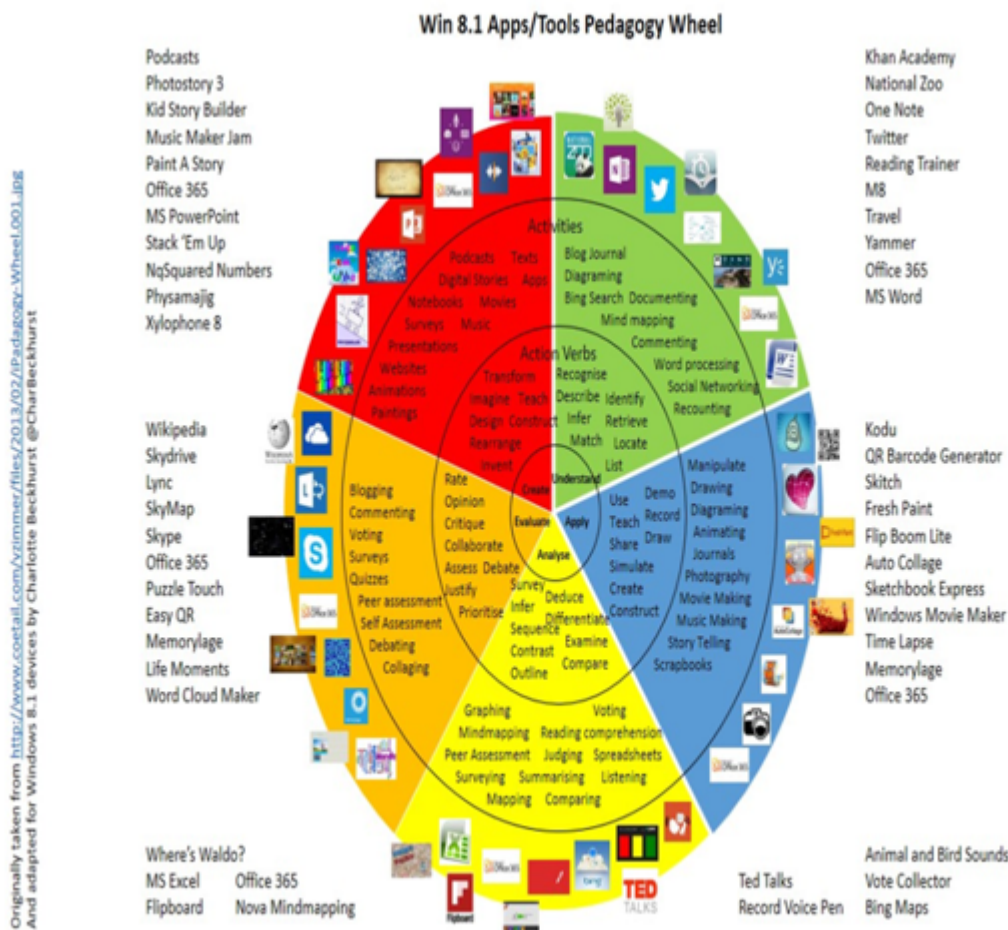 Win 8.1 Apps/Tools Pedagogy Wheel
Podcasts
Photostory 3
Kid Story Builder
Music Maker Jam
Paint A Story
Office 365
MS PowerPoint
Stack 'Em Up
NqSquared Numbers
Physamajig
Xylophone 8
Khan Academy
National Zoo
One Note
Twitter
Reading Trainer
M8
Travel
Yammer
Office 365
MS Word
Activities
Podcasts Texts
Digital Stories Apps
Notebooks Movies
Surveys Music
Presentations
Websites
Animations
Paintings
Blog Journal
Diagraming
Bing Search Documenting
Mind mapping
Commenting
Word processing
Social Networking
Recounting
Action Verbs
Transform
Imagine Teach
Design Construct
Rearrange
Invent
Recognise
Describe Identify
Infer Retrieve
Match Locate
List
Create
Understand
Evaluate
Apply
Analyse
Wikipedia
Skydrive
Lync
SkyMap
Skype
Office 365
Puzzle Touch
Easy QR
Memorylage
Life Moments
Word Cloud Maker
Blogging
Commenting
Voting
Surveys
Quizzes
Peer assessment
Self Assessment
Debating
Collaging
Rate
Opinion
Critique
Collaborate
Assess Debate
Justify
Prioritise
Use Demo
Teach Record
Share Draw
Simulate
Create
Construct
Manipulate
Drawing
Diagraming
Animating
Journals
Photography
Movie Making
Music Making
Story Telling
Scrapbooks
Kodu
QR Barcode Generator
Skitch
Fresh Paint
Flip Boom Lite
Auto Collage
Sketchbook Express
Windows Movie Maker
Time Lapse
Memorylage
Office 365
Survey Deduce
Infer Differentiate
Sequence Examine
Contrast Compare
Outline
Graphing Voting
Mindmapping Reading comprehension
Peer Assessment Judging Spreadsheets
Surveying Summarising Listening
Mapping Comparing
Where's Waldo?
MS Excel Office 365
Flipboard Nova Mindmapping
Animal and Bird Sounds
Ted Talks Vote Collector
Record Voice Pen Bing Maps
Office 365
Office 365
Office 365
Office 365
Office 365
Flipboard
bing
TED
TALKS
Originally taken from http://www.coetail.com/vzimmer/files/2013/02/iPadagogy-Wheel.001.jpg
And adapted for Windows 8.1 devices by Charlotte Beckhurst @CharBeckhurst